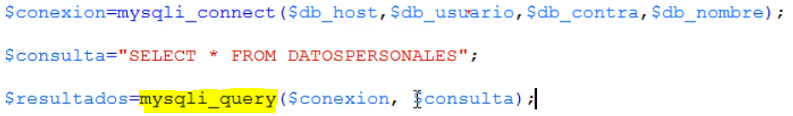 $conexion=mysqli_connect($db_host,$db_usuario,$db_contra,$db_nombre);
$consulta="SELECT * FROM DATOSPERSONALES";
$resultados=mysqli_query($conexion, $consulta);